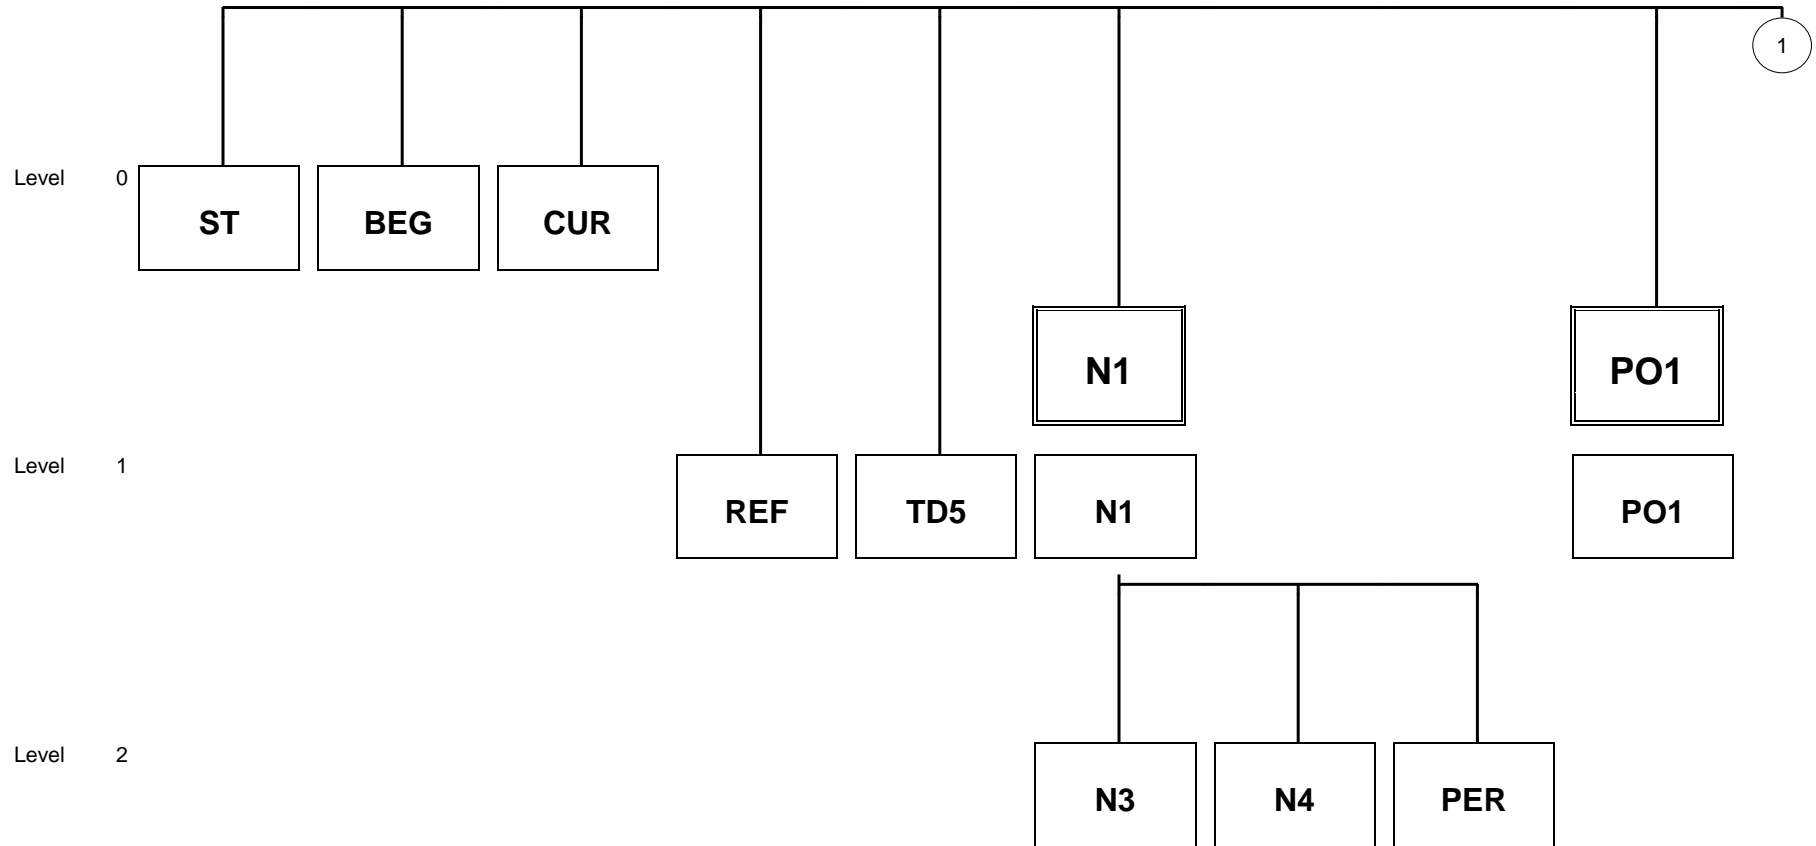 1
Level 0
ST BEG CUR
N1 PO1
Level 1
REF TD5 N1 PO1
Level 2
N3 N4 PER